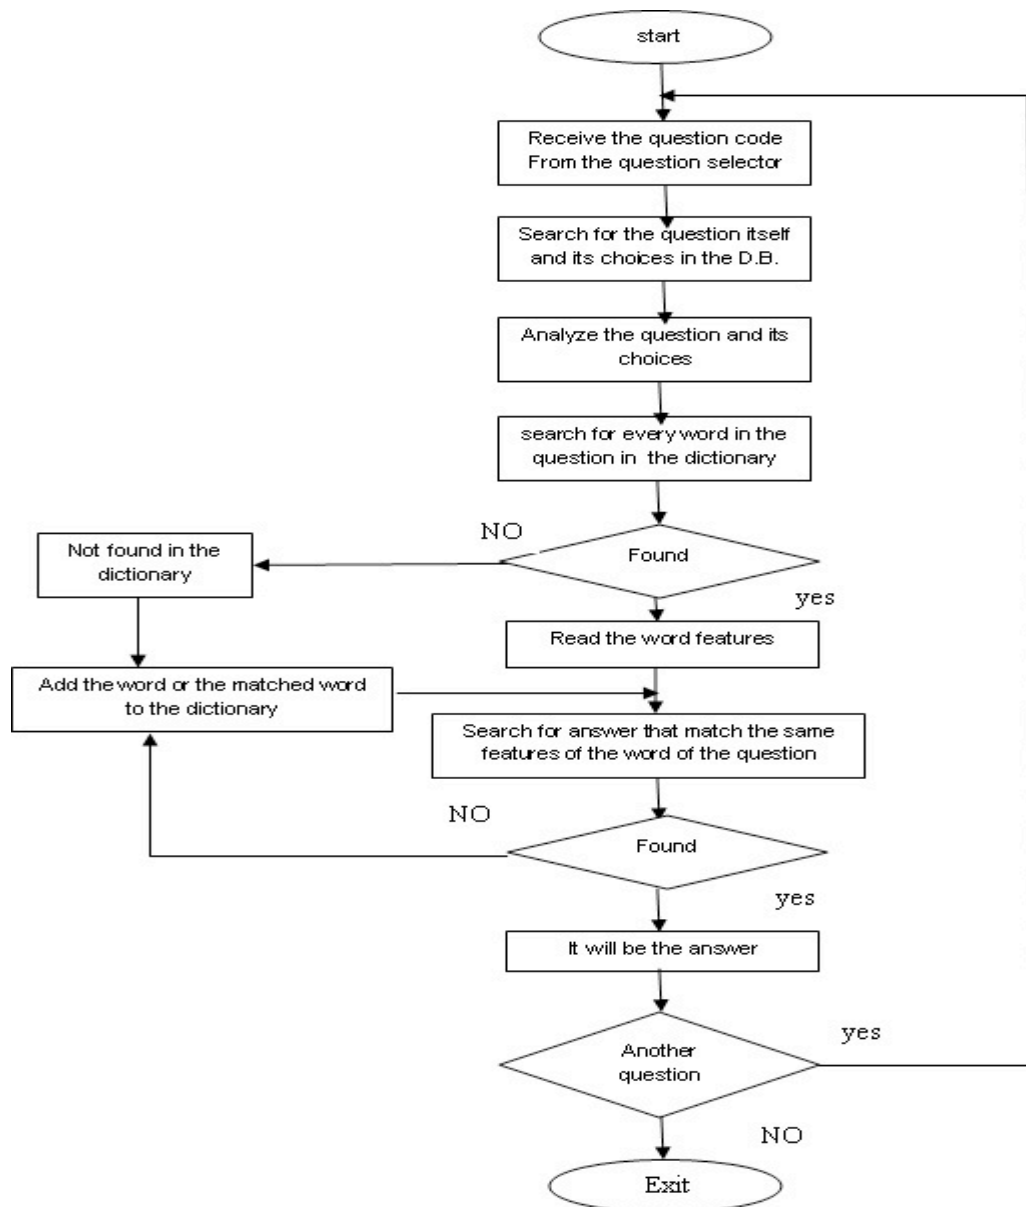 start
Receive the question code
From the question selector
Search for the question itself
and its choices in the D.B.
Analyze the question and its
choices
search for every word in the
question in the dictionary
NO
Found
yes
Not found in the
dictionary
Read the word features
Add the word or the matched word
to the dictionary
Search for answer that match the same
features of the word of the question
NO
Found
yes
It will be the answer
yes
Another
question
NO
Exit